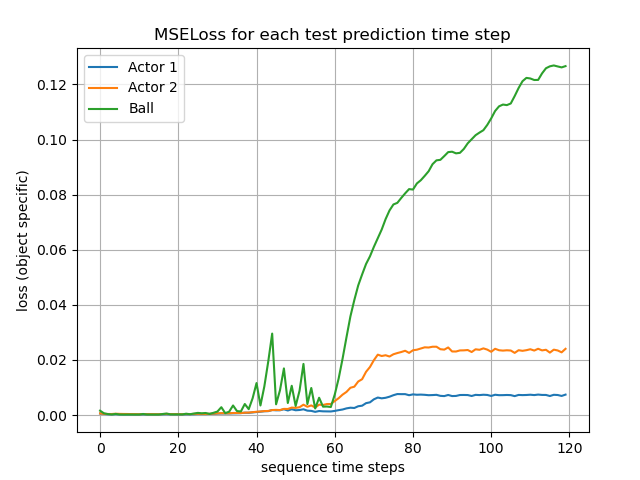 MSELoss for each test prediction time step
Actor 1
Actor 2
Ball
loss (object specific)
0.12
0.10
0.08
0.06
0.04
0.02
0.00
0 20 40 60 80 100 120
sequence time steps